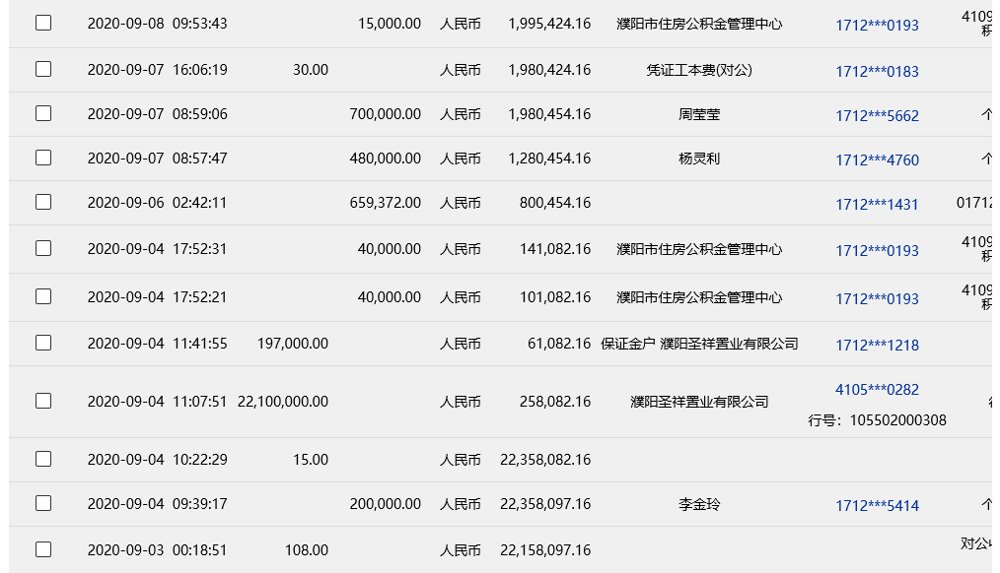 2020-09-08 09:53:43 15,000.00 人民币 1,995,424.16 濮阳市住房公积金管理中心 1712***0193 4109
积
2020-09-07 16:06:19 30.00 人民币 1,980,424.16 凭证工本费(对公) 1712***0183
2020-09-07 08:59:06 700,000.00 人民币 1,980,454.16 周莹莹 1712***5662 个
2020-09-07 08:57:47 480,000.00 人民币 1,280,454.16 杨灵利 1712***4760 个
2020-09-06 02:42:11 659,372.00 人民币 800,454.16 1712***1431 01712
2020-09-04 17:52:31 40,000.00 人民币 141,082.16 濮阳市住房公积金管理中心 1712***0193 4109
积
2020-09-04 17:52:21 40,000.00 人民币 101,082.16 濮阳市住房公积金管理中心 1712***0193 4109
积
2020-09-04 11:41:55 197,000.00 人民币 61,082.16 保证金户 濮阳圣祥置业有限公司 1712***1218
2020-09-04 11:07:51 22,100,000.00 人民币 258,082.16 濮阳圣祥置业有限公司 4105***0282
行号：105502000308
2020-09-04 10:22:29 15.00 人民币 22,358,082.16
2020-09-04 09:39:17 200,000.00 人民币 22,358,097.16 李金玲 1712***5414 个
2020-09-03 00:18:51 108.00 人民币 22,158,097.16 对公